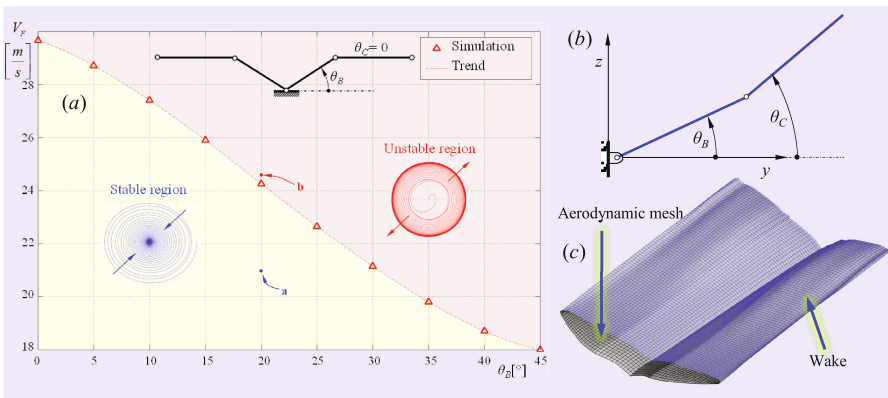 V_F
[m/s]
28
26
24
22
20
18
0
5
10
15
20
25
30
35
40
45
θ_B[°]
(a)
θ_C= 0
θ_B
Simulation
Trend
Unstable region
Stable region
b
a
(b)
z
θ_B
θ_C
y
Aerodynamic mesh
(c)
Wake